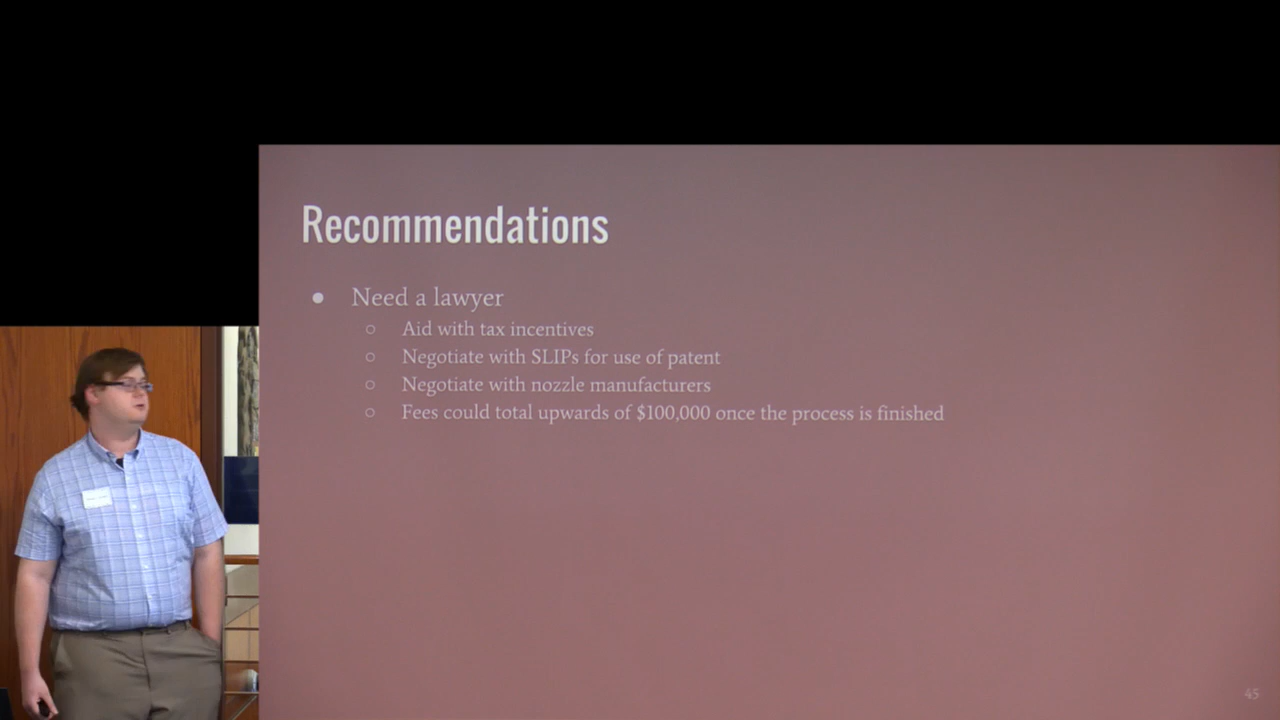 Recommendations
● Need a lawyer
○ Aid with tax incentives
○ Negotiate with SLIPs for use of patent
○ Negotiate with nozzle manufacturers
○ Fees could total upwards of $100,000 once the process is finished
45